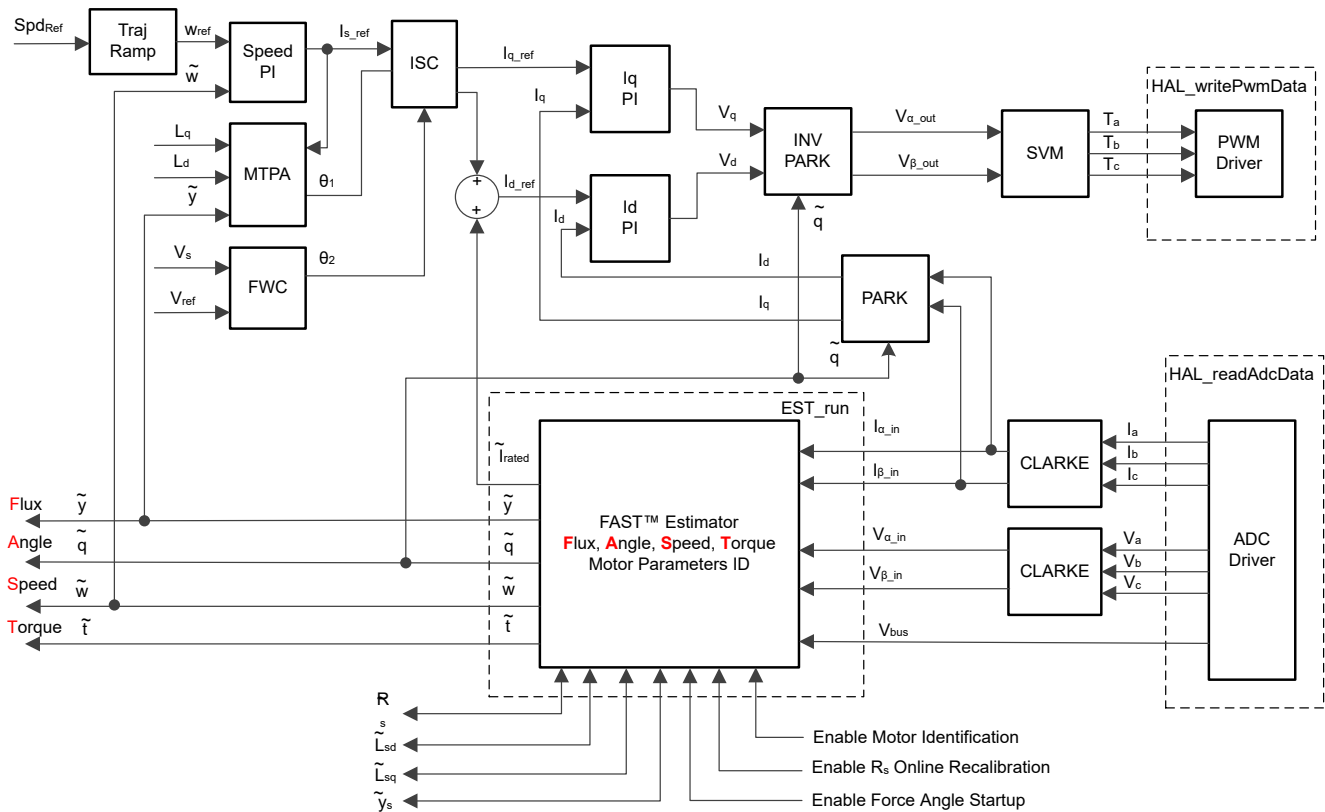 SpdRef
Traj
Ramp
wref
w̃
Speed
PI
Is_ref
ISC
Iq_ref
Iq
Iq
PI
Vq
INV
PARK
Vα_out
Vβ_out
SVM
Ta
Tb
Tc
HAL_writePwmData
PWM
Driver
Lq
Ld
ỹ
MTPA
θ1
+
+
Id_ref
Id
Id
PI
Vd
q̃
Vs
Vref
FWC
θ2
Id
Iq
PARK
q̃
EST_run
HAL_readAdcData
Ĩrated
ỹ
q̃
w̃
t̃
FAST™ Estimator
Flux, Angle, Speed, Torque
Motor Parameters ID
Iα_in
Iβ_in
Vα_in
Vβ_in
Vbus
CLARKE
CLARKE
Ia
Ib
Ic
Va
Vb
Vc
ADC
Driver
Flux ỹ
Angle q̃
Speed w̃
Torque t̃
R̃s
L̃sd
L̃sq
ỹs
Enable Motor Identification
Enable Rs Online Recalibration
Enable Force Angle Startup